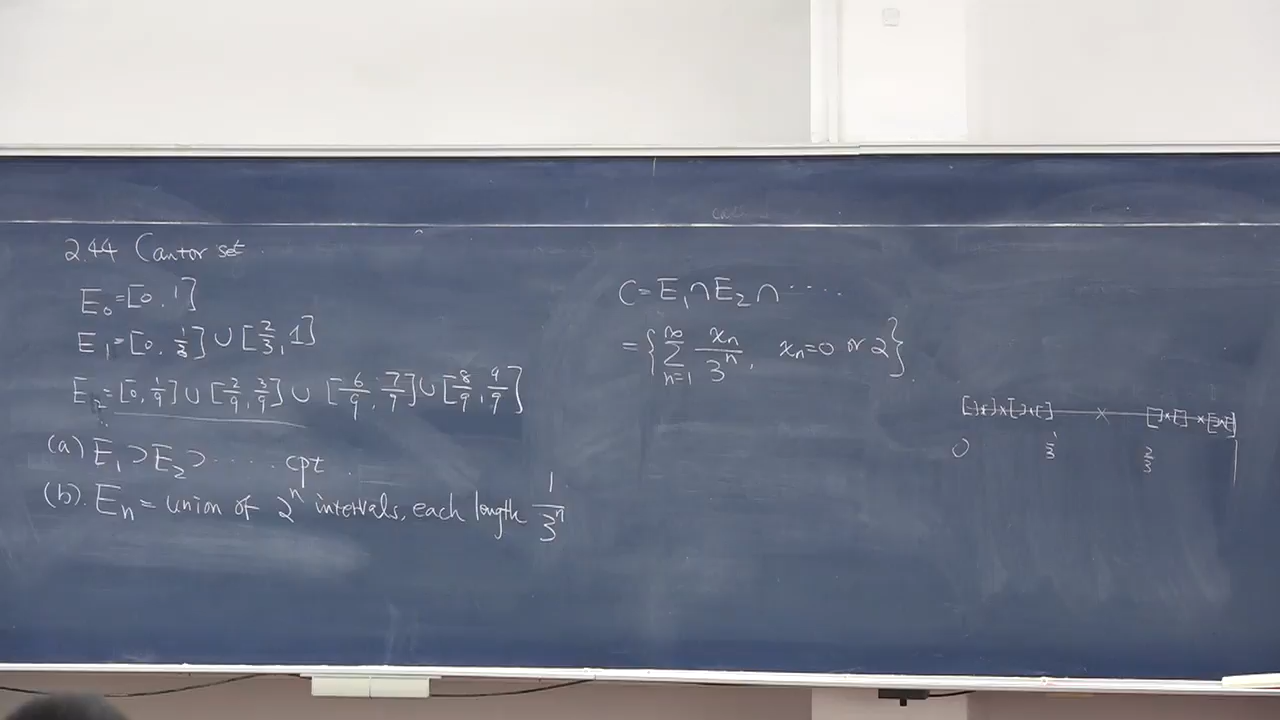 2.44 Cantor set
E₀=[0, 1]
E₁=[0, 1/3] ∪ [2/3, 1]
E₂=[0, 1/9] ∪ [2/9, 3/9] ∪ [6/9, 7/9] ∪ [8/9, 9/9]
(a) E₁⊃E₂⊃ ...... cpt.
(b). Eₙ = union of 2ⁿ intervals, each length 1/3ⁿ
C = E₁∩E₂∩ ....
= { ∑_{n=1}^{∞} xₙ/3ⁿ, xₙ=0 or 2 }.
0 1/3 2/3